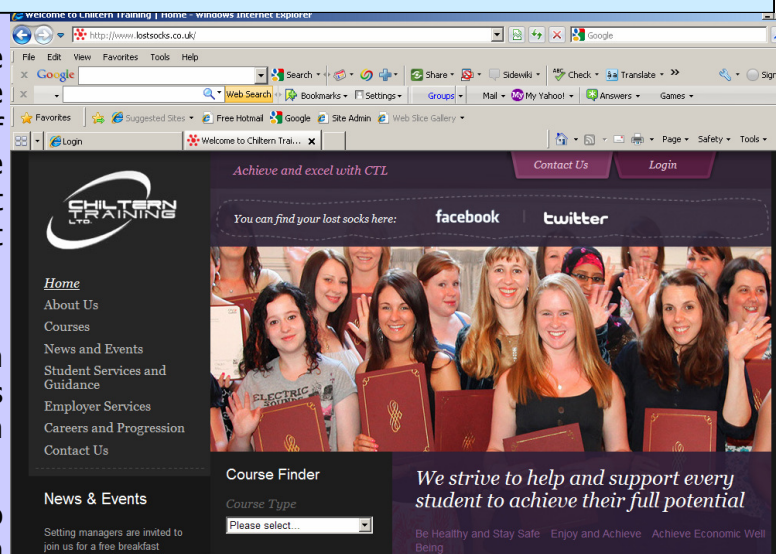 Welcome to Chiltern Training | Home - Windows Internet Explorer
http://www.lostsocks.co.uk/
Google
File Edit View Favorites Tools Help
x Google Search Share Sidewiki Check Translate >> Sign
x Web Search Bookmarks Settings Groups Mail My Yahoo! Answers Games
Favorites Suggested Sites Free Hotmail Google Site Admin Web Slice Gallery
Login Welcome to Chiltern Trai... x Page Safety Tools
Achieve and excel with CTL
Contact Us Login
CHILTERN
TRAINING
LTD.
You can find your lost socks here: facebook | twitter
Home
About Us
Courses
News and Events
Student Services and
Guidance
Employer Services
Careers and Progression
Contact Us
ELECTRIC
Course Finder
Course Type
Please select...
We strive to help and support every
student to achieve their full potential
Be Healthy and Stay Safe Enjoy and Achieve Achieve Economic Well
Being
News & Events
Setting managers are invited to
join us for a free breakfast